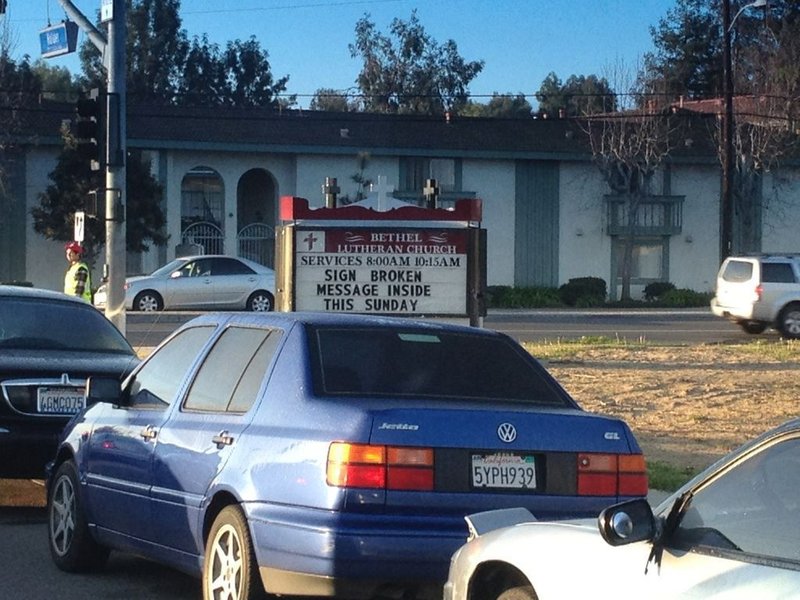 BETHEL
LUTHERAN CHURCH
SERVICES 8:00AM 10:15AM
SIGN BROKEN
MESSAGE INSIDE
THIS SUNDAY
4GMC075
Jetta
GL
5YPH939